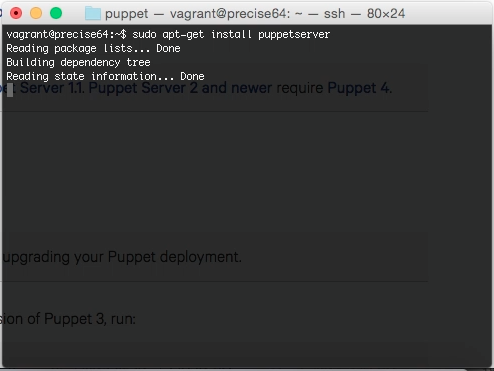 puppet — vagrant@precise64: ~ — ssh — 80×24
vagrant@precise64:~$ sudo apt-get install puppetserver
Reading package lists... Done
Building dependency tree
Reading state information... Done
Server 1.1. Puppet Server 2 and newer require Puppet 4.
upgrading your Puppet deployment.
of Puppet 3, run: